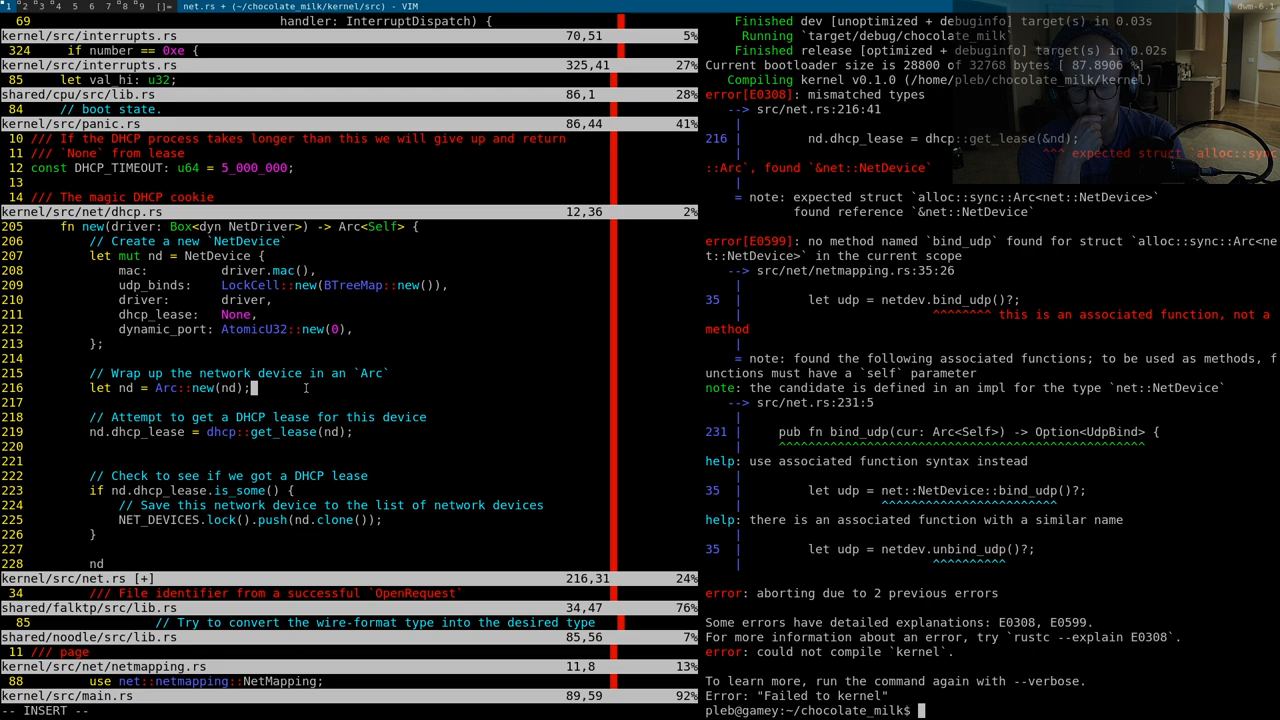 1 2 3 4 5 6 7 8 9 []= net.rs + (~/chocolate_milk/kernel/src) - VIM dwm-6.1
69 handler: InterruptDispatch) {
kernel/src/interrupts.rs 70,51 5%
324 if number == 0xe {
kernel/src/interrupts.rs 325,41 27%
85 let val_hi: u32;
shared/cpu/src/lib.rs 86,1 28%
84 // boot state.
kernel/src/panic.rs 86,44 41%
10 /// If the DHCP process takes longer than this we will give up and return
11 /// `None` from lease
12 const DHCP_TIMEOUT: u64 = 5_000_000;
13
14 /// The magic DHCP cookie
kernel/src/net/dhcp.rs 12,36 2%
205 fn new(driver: Box<dyn NetDriver>) -> Arc<Self> {
206 // Create a new `NetDevice`
207 let mut nd = NetDevice {
208 mac: driver.mac(),
209 udp_binds: LockCell::new(BTreeMap::new()),
210 driver: driver,
211 dhcp_lease: None,
212 dynamic_port: AtomicU32::new(0),
213 };
214
215 // Wrap up the network device in an `Arc`
216 let nd = Arc::new(nd);
217
218 // Attempt to get a DHCP lease for this device
219 nd.dhcp_lease = dhcp::get_lease(nd);
220
221
222 // Check to see if we got a DHCP lease
223 if nd.dhcp_lease.is_some() {
224 // Save this network device to the list of network devices
225 NET_DEVICES.lock().push(nd.clone());
226 }
227
228 nd
kernel/src/net.rs [+] 216,31 24%
34 /// File identifier from a successful `OpenRequest`
shared/falktp/src/lib.rs 34,47 76%
85 // Try to convert the wire-format type into the desired type
shared/noodle/src/lib.rs 85,56 7%
11 /// page
kernel/src/net/netmapping.rs 11,8 13%
88 use net::netmapping::NetMapping;
kernel/src/main.rs 89,59 92%
-- INSERT --
Finished dev [unoptimized + debuginfo] target(s) in 0.03s
Running `target/debug/chocolate_milk`
Finished release [optimized + debuginfo] target(s) in 0.02s
Current bootloader size is 28800 of 32768 bytes [ 87.8906 %]
Compiling kernel v0.1.0 (/home/pleb/chocolate_milk/kernel)
error[E0308]: mismatched types
--> src/net.rs:216:41
|
216 | nd.dhcp_lease = dhcp::get_lease(&nd);
| ^^^ expected struct `alloc::sync
::Arc`, found `&net::NetDevice`
|
= note: expected struct `alloc::sync::Arc<net::NetDevice>`
found reference `&net::NetDevice`
error[E0599]: no method named `bind_udp` found for struct `alloc::sync::Arc<ne
t::NetDevice>` in the current scope
--> src/net/netmapping.rs:35:26
|
35 | let udp = netdev.bind_udp()?;
| ^^^^^^^^ this is an associated function, not a
method
|
= note: found the following associated functions; to be used as methods, f
unctions must have a `self` parameter
note: the candidate is defined in an impl for the type `net::NetDevice`
--> src/net.rs:231:5
|
231 | pub fn bind_udp(cur: Arc<Self>) -> Option<UdpBind> {
| ^^^^^^^^^^^^^^^^^^^^^^^^^^^^^^^^^^^^^^^^^^^^^^^^^^
help: use associated function syntax instead
|
35 | let udp = net::NetDevice::bind_udp()?;
| ^^^^^^^^^^^^^^^^^^^^^^^^
help: there is an associated function with a similar name
|
35 | let udp = netdev.unbind_udp()?;
| ^^^^^^^^^^
error: aborting due to 2 previous errors
Some errors have detailed explanations: E0308, E0599.
For more information about an error, try `rustc --explain E0308`.
error: could not compile `kernel`.
To learn more, run the command again with --verbose.
Error: "Failed to kernel"
pleb@gamey:~/chocolate_milk$